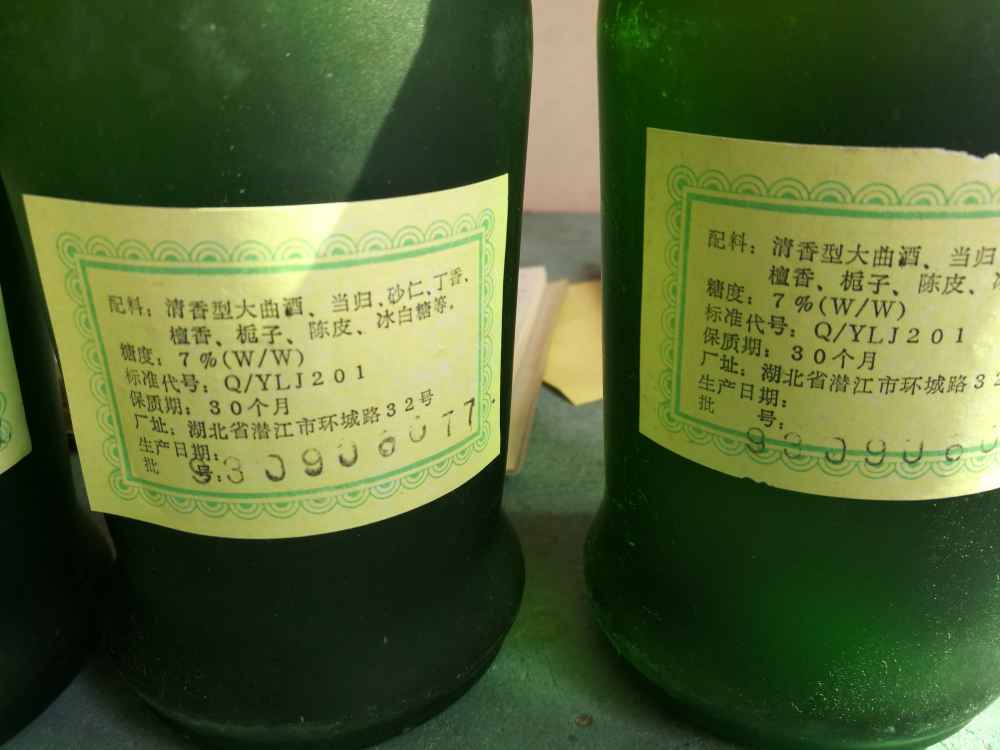 配料：清香型大曲酒、当归、砂仁、丁香、
檀香、栀子、陈皮、冰白糖等。
糖度：7%(W/W)
标准代号：Q/YLJ201
保质期：30个月
厂址：湖北省潜江市环城路32号
生产日期：
批号：
930906077
配料：清香型大曲酒、当归
檀香、栀子、陈皮、
糖度：7%(W/W)
标准代号：Q/YLJ201
保质期：30个月
厂址：湖北省潜江市环城路32
生产日期：
批号：
930906